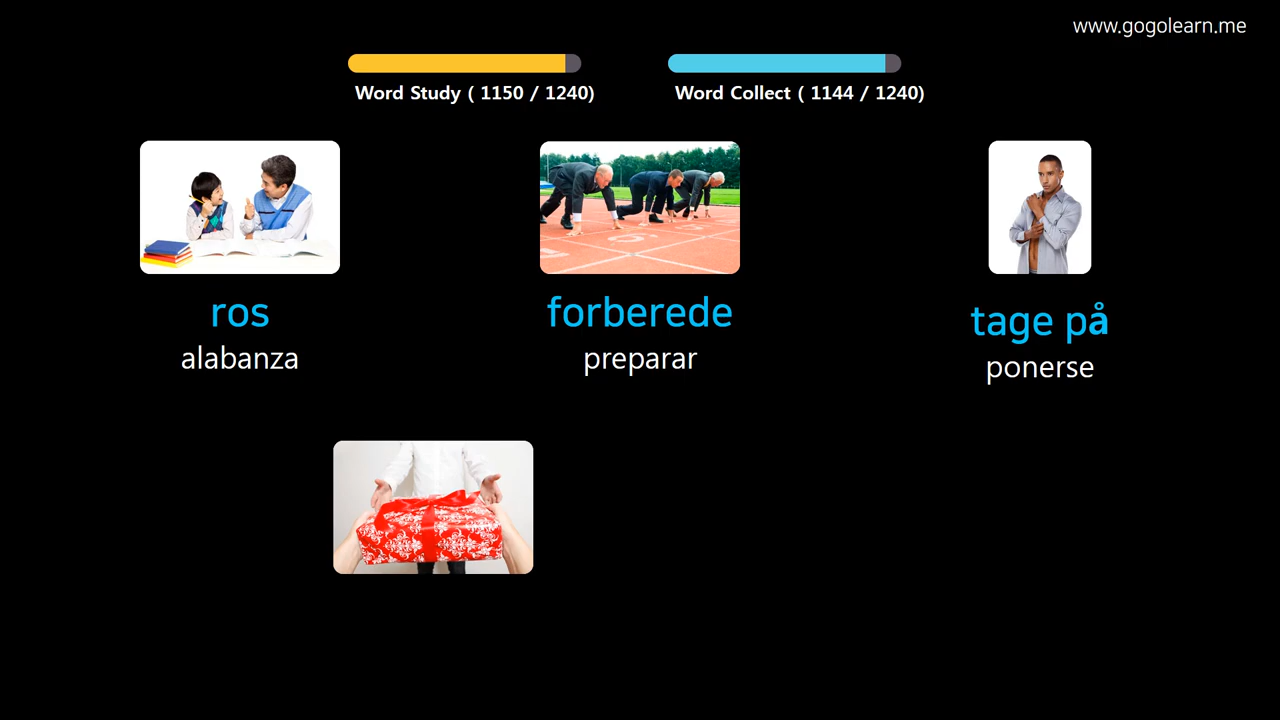 www.gogolearn.me
Word Study ( 1150 / 1240)
Word Collect ( 1144 / 1240)
ros
alabanza
forberede
preparar
tage på
ponerse